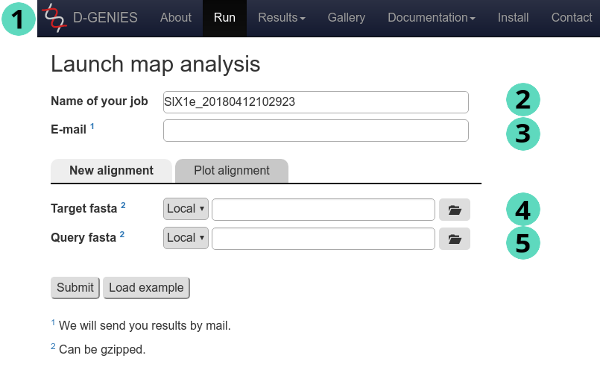 1 D-GENIES About Run Results Gallery Documentation Install Contact
Launch map analysis
Name of your job SIX1e_20180412102923 2
E-mail 1 3
New alignment Plot alignment
Target fasta 2 Local 4
Query fasta 2 Local 5
Submit Load example
1 We will send you results by mail.
2 Can be gzipped.